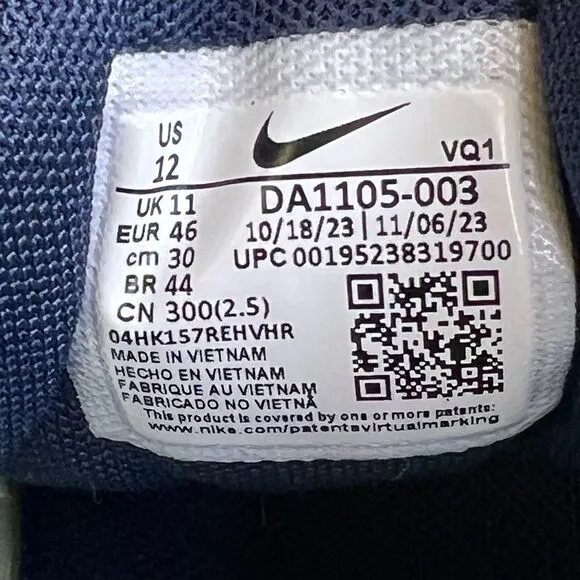 US
12
VQ1
UK 11
EUR 46
cm 30
BR 44
CN 300(2.5)
DA1105-003
10/18/23 | 11/06/23
UPC 00195238319700
04HK157REHVHR
MADE IN VIETNAM
HECHO EN VIETNAM
FABRIQUE AU VIETNAM
FABRICADO NO VIETNÃ
This product is covered by one or more patents:
www.nike.com/patentsvirtualmarking